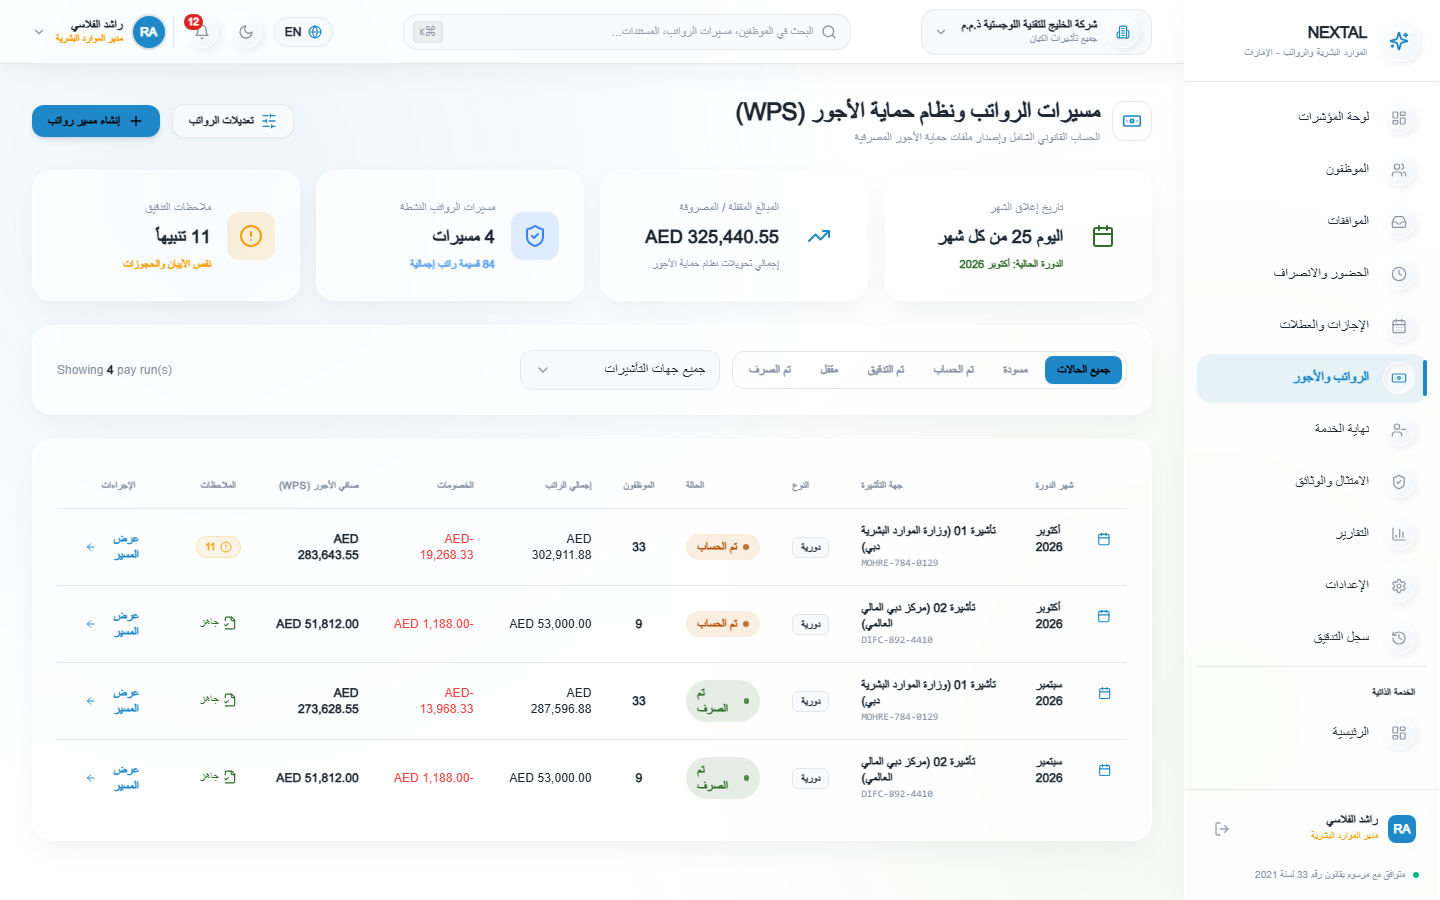 NEXTAL
الموارد البشرية والرواتب - الإمارات
شركة الخليج للتقنية اللوجستية ذ.م.م
جميع تأشيرات الكيان
البحث في الموظفين، مسيرات الرواتب، المستندات...
⌘K
EN
12
RA
راشد الفلاسي
مدير الموارد البشرية
لوحة المؤشرات
الموظفون
الموافقات
الحضور والانصراف
الإجازات والعطلات
الرواتب والأجور
نهاية الخدمة
الامتثال والوثائق
التقارير
الإعدادات
سجل التدقيق
الخدمة الذاتية
الرئيسية
RA
راشد الفلاسي
مدير الموارد البشرية
متوافق مع مرسوم بقانون رقم 33 لسنة 2021
مسيرات الرواتب ونظام حماية الأجور (WPS)
الحساب القانوني الشامل وإصدار ملفات حماية الأجور المصرفية
تعديلات الرواتب
إنشاء مسير رواتب
تاريخ إغلاق الشهر
اليوم 25 من كل شهر
الدورة الحالية: أكتوبر 2026
المبالغ المقفلة / المصروفة
AED 325,440.55
إجمالي تحويلات نظام حماية الأجور
مسيرات الرواتب النشطة
4 مسيرات
84 قسيمة راتب إجمالية
ملاحظات التدقيق
11 تنبيهاً
نقص الآيبان والحجوزات
جميع الحالات
مسودة
تم الحساب
تم التدقيق
مقفل
تم الصرف
جميع جهات التأشيرات
Showing 4 pay run(s)
شهر الدورة
جهة التأشيرة
النوع
الحالة
الموظفون
إجمالي الراتب
الخصومات
صافي الأجور (WPS)
الملاحظات
الإجراءات
أكتوبر 2026
تأشيرة 01 (وزارة الموارد البشرية دبي)
MOHRE-784-0129
دورية
تم الحساب
33
AED 302,911.88
AED-19,268.33
AED 283,643.55
11
عرض المسير
أكتوبر 2026
تأشيرة 02 (مركز دبي المالي العالمي)
DIFC-892-4410
دورية
تم الحساب
9
AED 53,000.00
AED 1,188.00-
AED 51,812.00
جاهز
عرض المسير
سبتمبر 2026
تأشيرة 01 (وزارة الموارد البشرية دبي)
MOHRE-784-0129
دورية
تم الصرف
33
AED 287,596.88
AED-13,968.33
AED 273,628.55
جاهز
عرض المسير
سبتمبر 2026
تأشيرة 02 (مركز دبي المالي العالمي)
DIFC-892-4410
دورية
تم الصرف
9
AED 53,000.00
AED 1,188.00-
AED 51,812.00
جاهز
عرض المسير